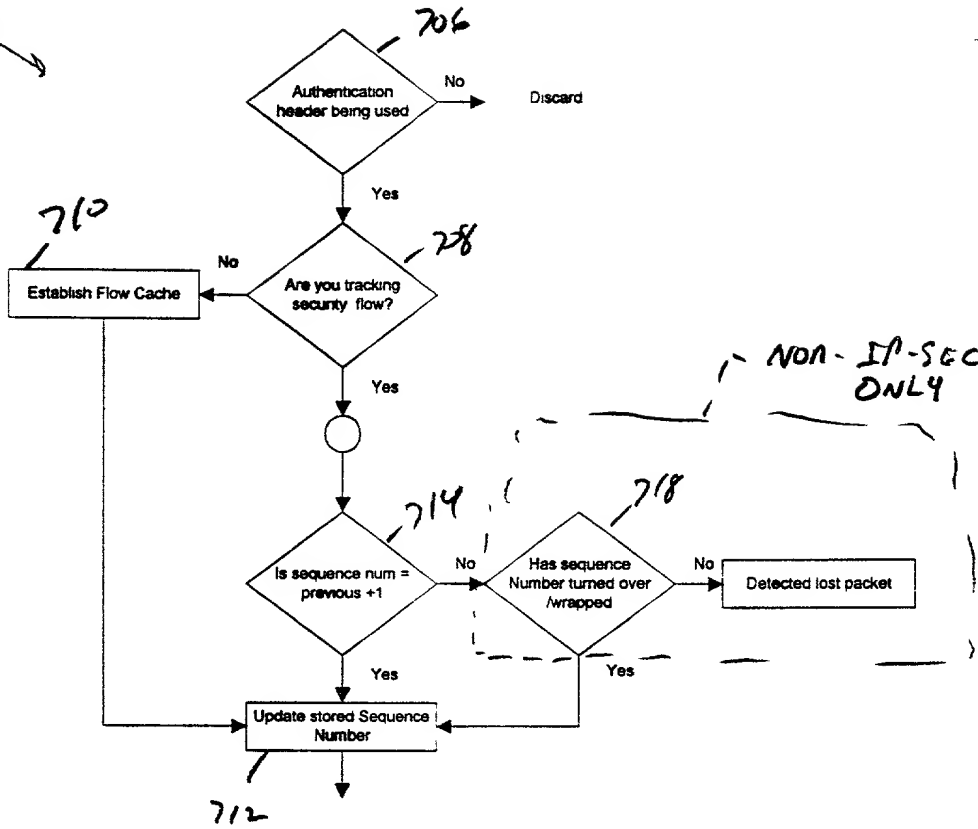 706
Authentication
header being used
No
Discard
Yes
710
708
No
Establish Flow Cache
Are you tracking
security flow?
Yes
NON-IP-SEC
ONLY
714
718
Is sequence num =
previous +1
No
Has sequence
Number turned over
/wrapped
No
Detected lost packet
Yes
Yes
Update stored Sequence
Number
712